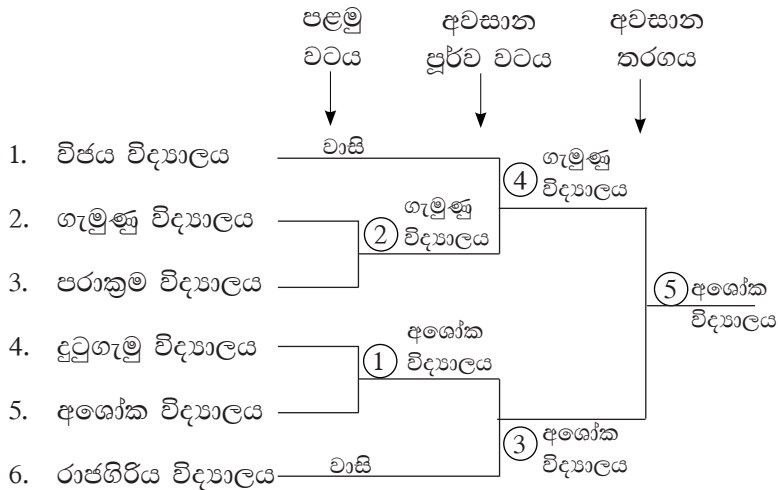 පළමු
වටය
අවසාන
පූර්ව වටය
අවසාන
තරගය
1. විජය විද්‍යාලය
වාසි
2. ගැමුණු විද්‍යාලය
3. පරාක්‍රම විද්‍යාලය
4. දුටුගැමු විද්‍යාලය
5. අශෝක විද්‍යාලය
6. රාජගිරිය විද්‍යාලය
වාසි
2 ගැමුණු
විද්‍යාලය
1 අශෝක
විද්‍යාලය
4 ගැමුණු
විද්‍යාලය
3 අශෝක
විද්‍යාලය
5 අශෝක
විද්‍යාලය